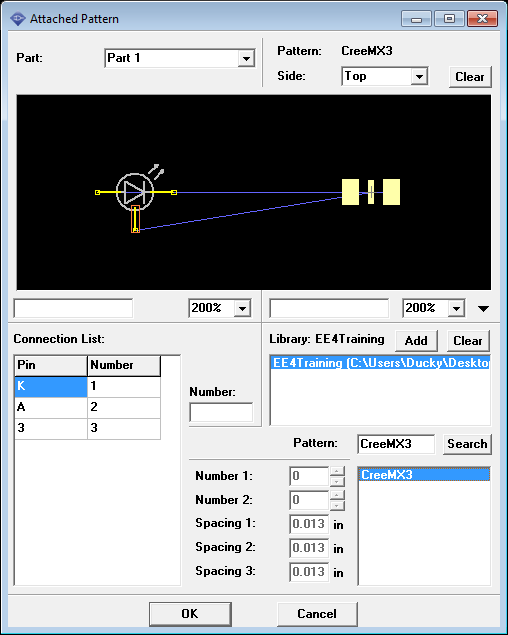 Attached Pattern
Part: Part 1
Pattern: CreeMX3
Side: Top Clear
200% 200%
Connection List:
Pin Number
K 1
A 2
3 3
Number:
Library: EE4Training Add Clear
EE4Training (C:\Users\Ducky\Deskto
Pattern: CreeMX3 Search
CreeMX3
Number 1: 0
Number 2: 0
Spacing 1: 0.013 in
Spacing 2: 0.013 in
Spacing 3: 0.013 in
OK Cancel